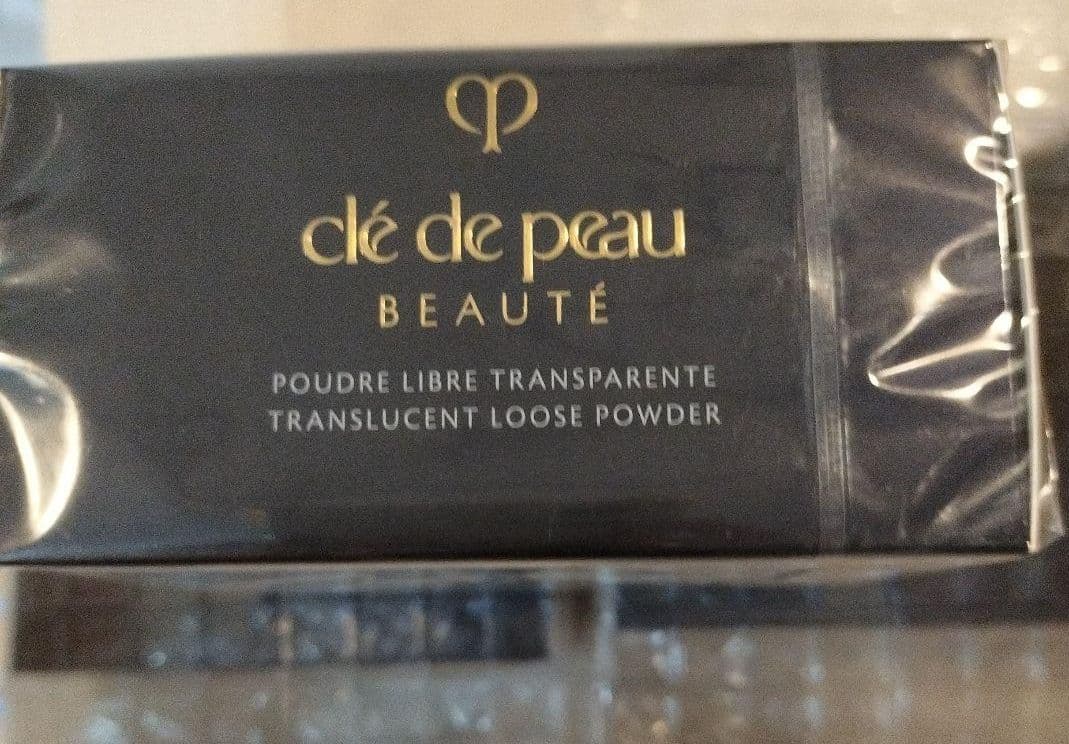 clé de peau
BEAUTÉ
POUDRE LIBRE TRANSPARENTE
TRANSLUCENT LOOSE POWDER